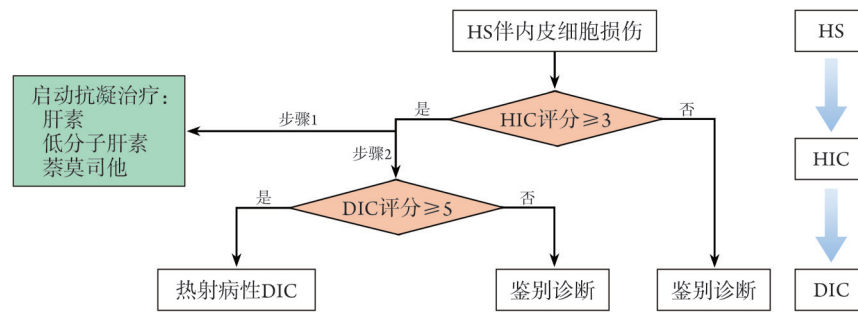 HS伴内皮细胞损伤
HS
启动抗凝治疗：
肝素
低分子肝素
萘莫司他
步骤1
是
HIC评分≥3
否
步骤2
HIC
是
DIC评分≥5
否
热射病性DIC
鉴别诊断
鉴别诊断
DIC